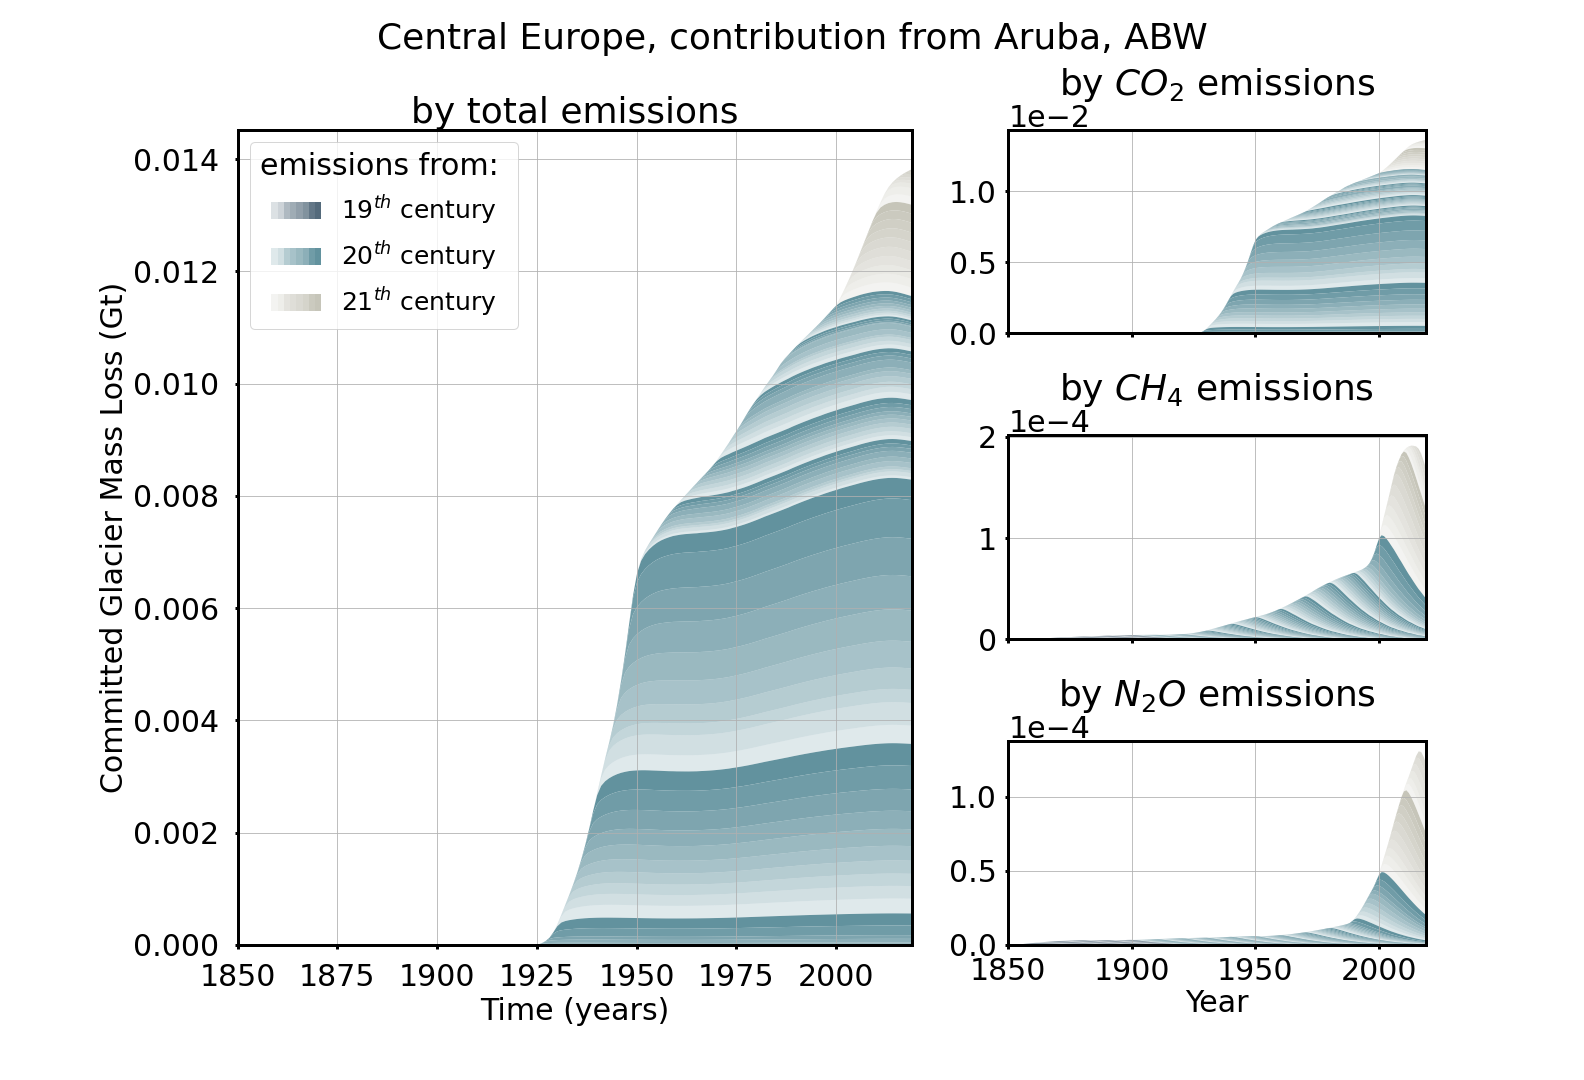 Central Europe, contribution from Aruba, ABW
by total emissions
Committed Glacier Mass Loss (Gt)
0.014
0.012
0.010
0.008
0.006
0.004
0.002
0.000
emissions from:
19th century
20th century
21th century
1850 1875 1900 1925 1950 1975 2000
Time (years)
by CO2 emissions
1e−2
1.0
0.5
0.0
by CH4 emissions
1e−4
2
1
0
by N2O emissions
1e−4
1.0
0.5
0.0
1850 1900 1950 2000
Year